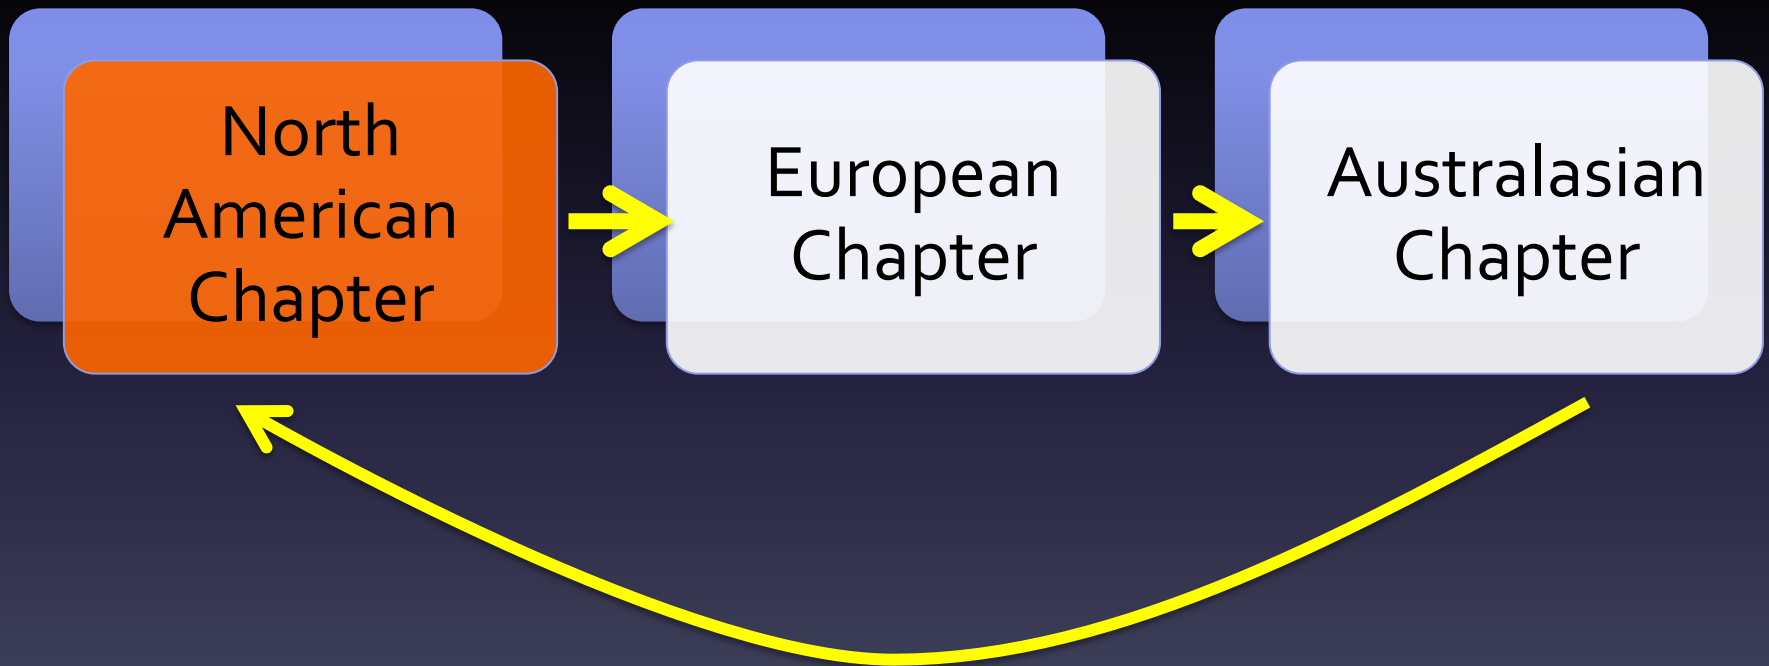 North
American
Chapter
European
Chapter
Australasian
Chapter